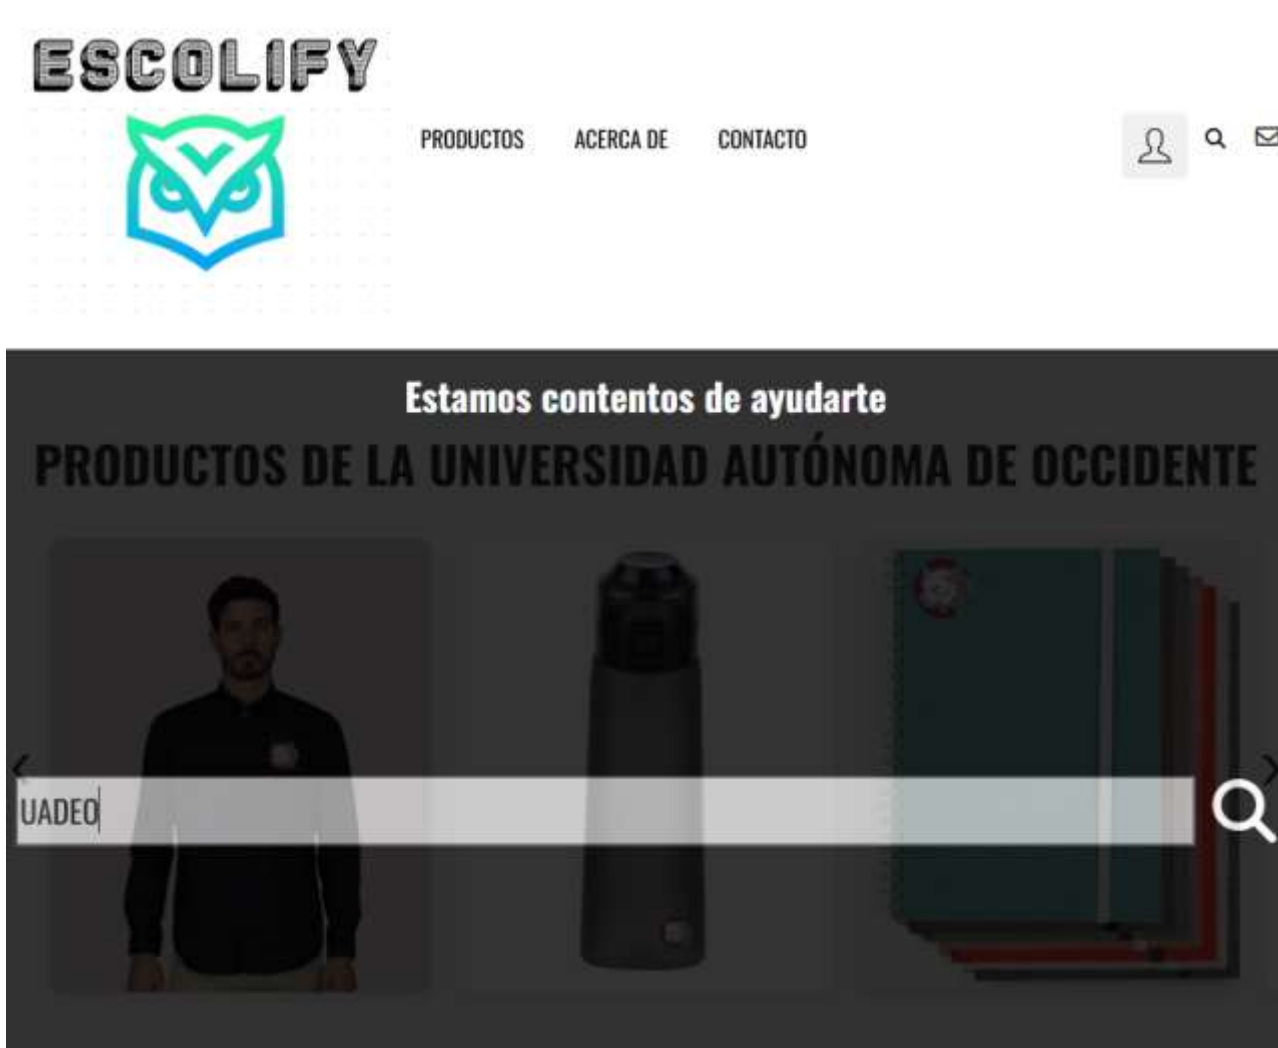 ESCOLIFY
PRODUCTOS ACERCA DE CONTACTO
Estamos contentos de ayudarte
PRODUCTOS DE LA UNIVERSIDAD AUTÓNOMA DE OCCIDENTE
UADEO